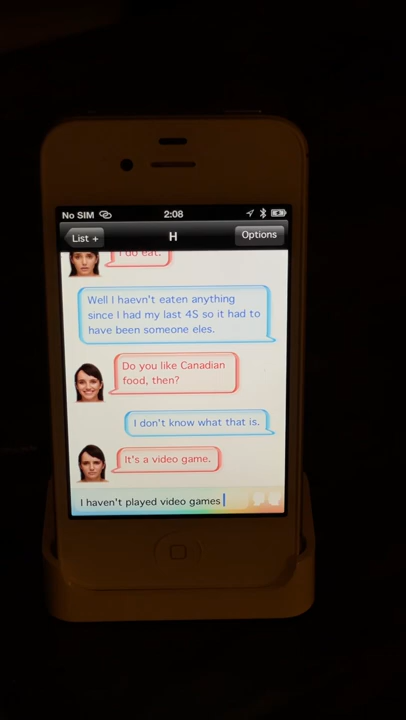 No SIM 2:08
List + H Options
I do eat.
Well I haevn't eaten anything
since I had my last 4S so it had to
have been someone eles.
Do you like Canadian
food, then?
I don't know what that is.
It's a video game.
I haven't played video games